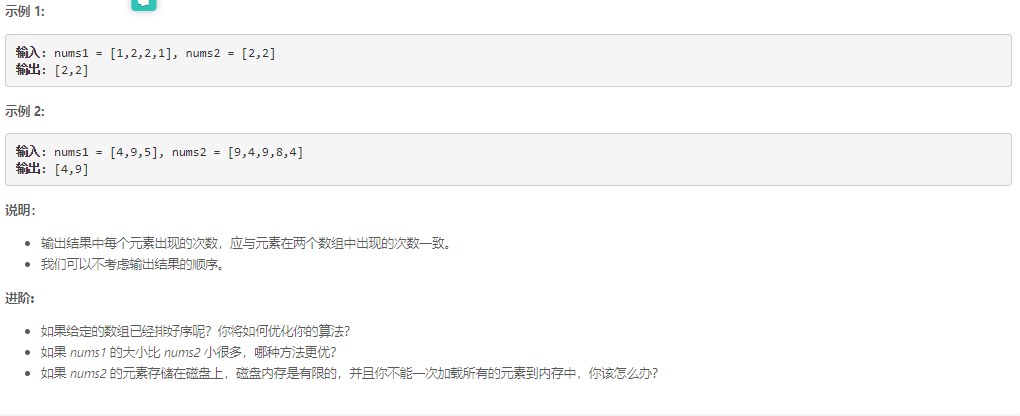 示例 1:
输入: nums1 = [1,2,2,1], nums2 = [2,2]
输出: [2,2]
示例 2:
输入: nums1 = [4,9,5], nums2 = [9,4,9,8,4]
输出: [4,9]
说明：
输出结果中每个元素出现的次数，应与元素在两个数组中出现的次数一致。
我们可以不考虑输出结果的顺序。
进阶:
如果给定的数组已经排好序呢？你将如何优化你的算法？
如果 nums1 的大小比 nums2 小很多，哪种方法更优？
如果 nums2 的元素存储在磁盘上，磁盘内存是有限的，并且你不能一次加载所有的元素到内存中，你该怎么办？